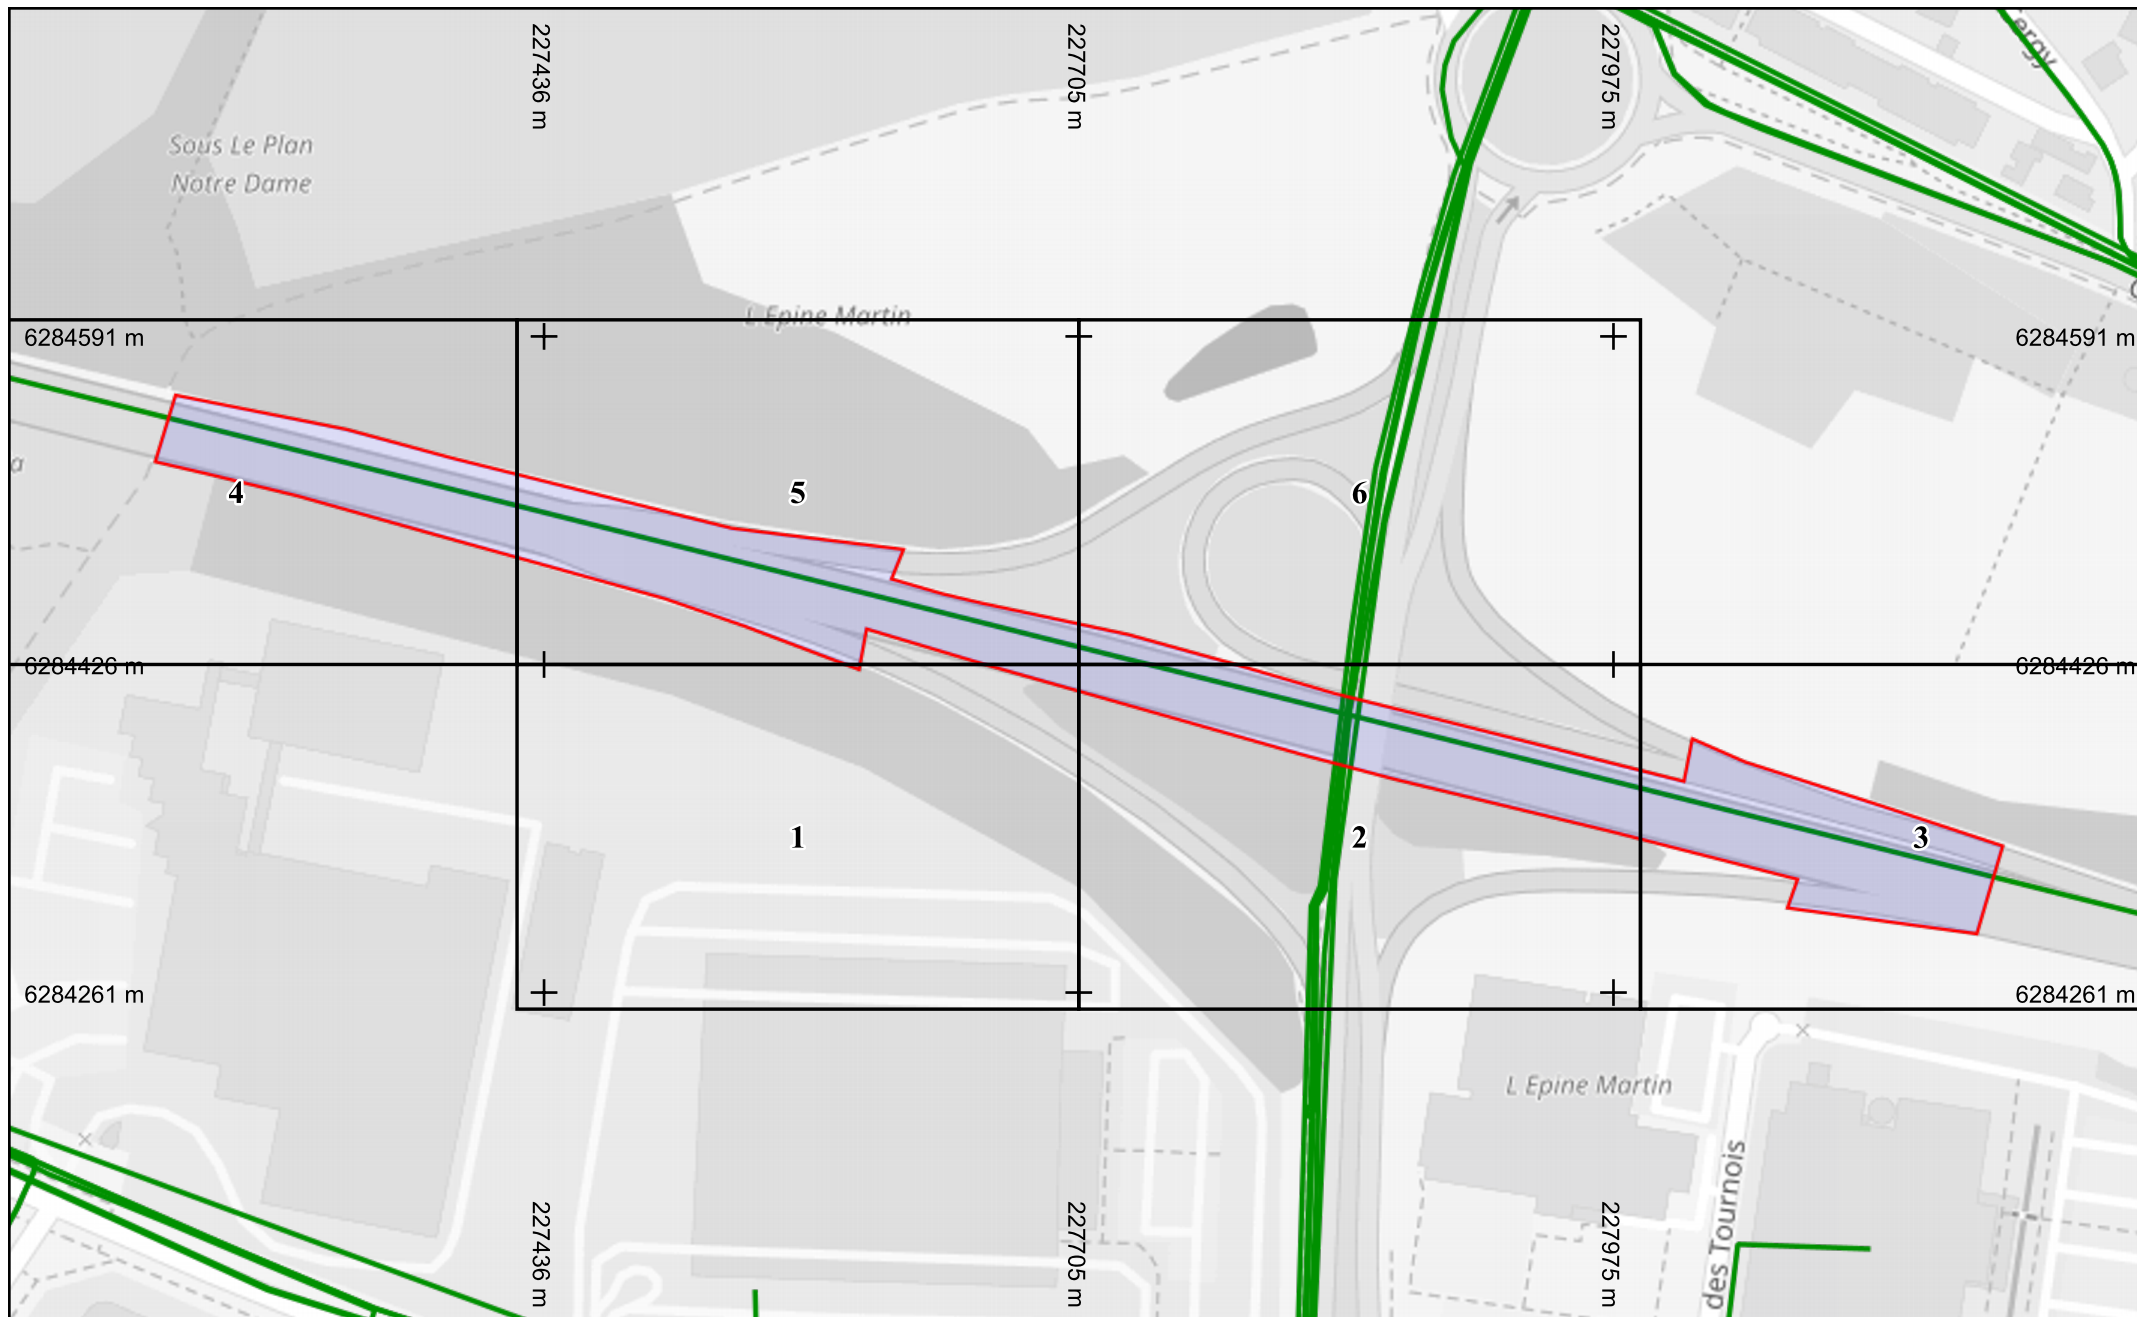 227436 m
227705 m
227975 m
ergy
Sous Le Plan
Notre Dame
L Epine Martin
6284591 m
6284591 m
a
4
5
6
6284426 m
6284426 m
1
2
3
6284261 m
6284261 m
L Epine Martin
des Tournois
227436 m
227705 m
227975 m